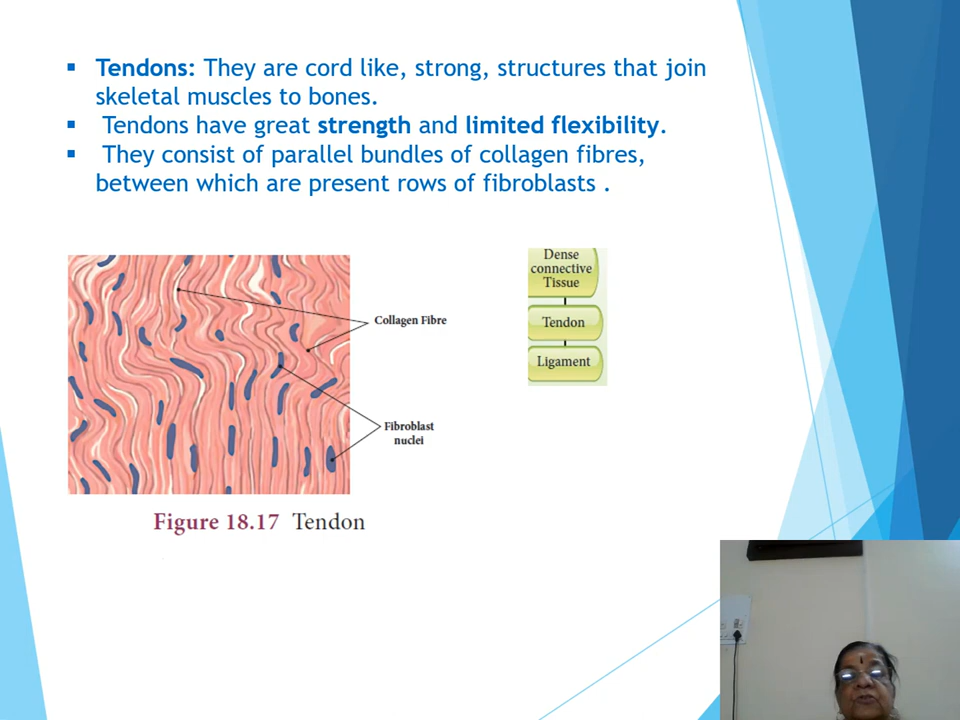 Tendons: They are cord like, strong, structures that join
skeletal muscles to bones.
Tendons have great strength and limited flexibility.
They consist of parallel bundles of collagen fibres,
between which are present rows of fibroblasts .
Collagen Fibre
Fibroblast
nuclei
Figure 18.17 Tendon
Dense
connective
Tissue
Tendon
Ligament